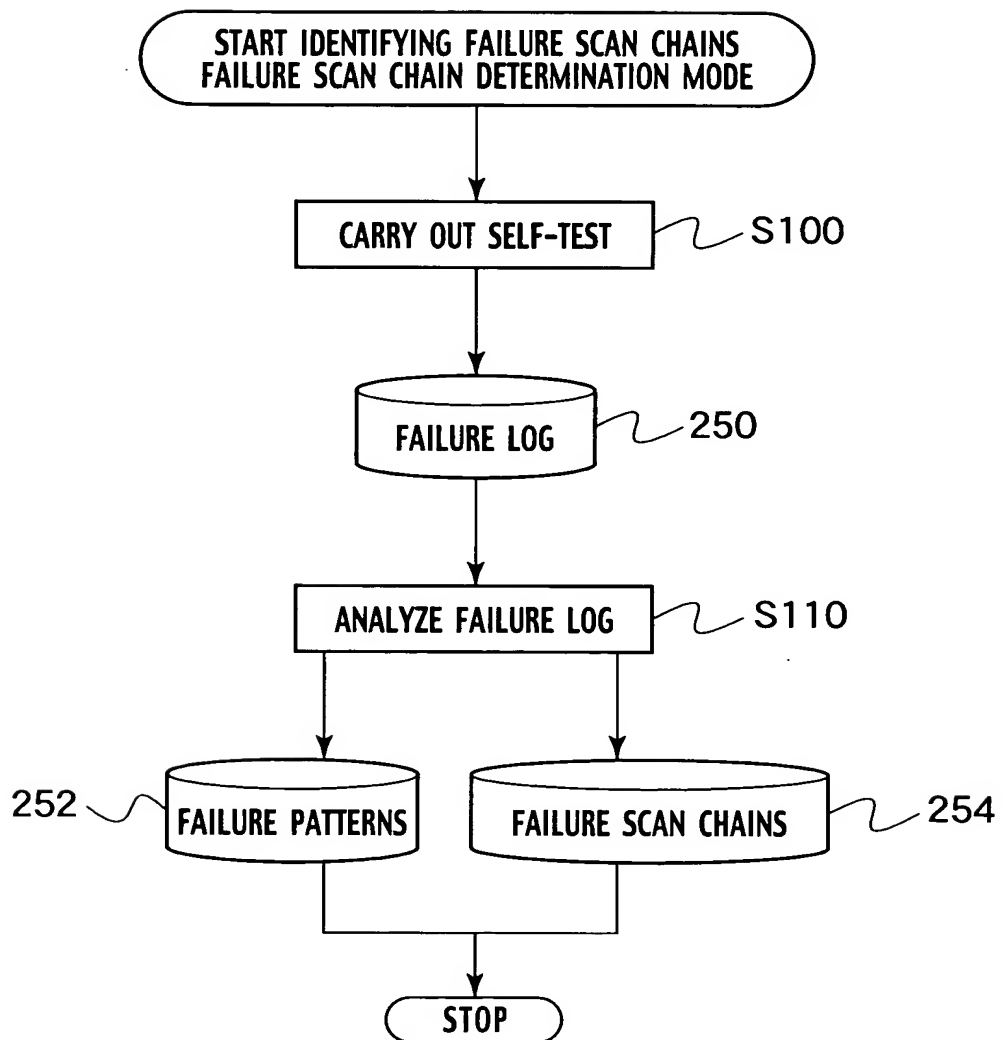 START IDENTIFYING FAILURE SCAN CHAINS
FAILURE SCAN CHAIN DETERMINATION MODE
CARRY OUT SELF-TEST
S100
FAILURE LOG
250
ANALYZE FAILURE LOG
S110
252
FAILURE PATTERNS
FAILURE SCAN CHAINS
254
STOP